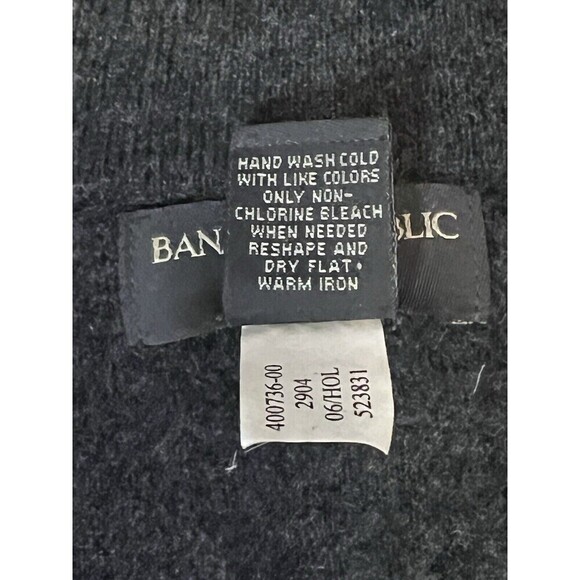 HAND WASH COLD
WITH LIKE COLORS
ONLY NON-
CHLORINE BLEACH
WHEN NEEDED
RESHAPE AND
DRY FLAT
WARM IRON
BAN BLIC
400736-00
2904
06/HOL
523831